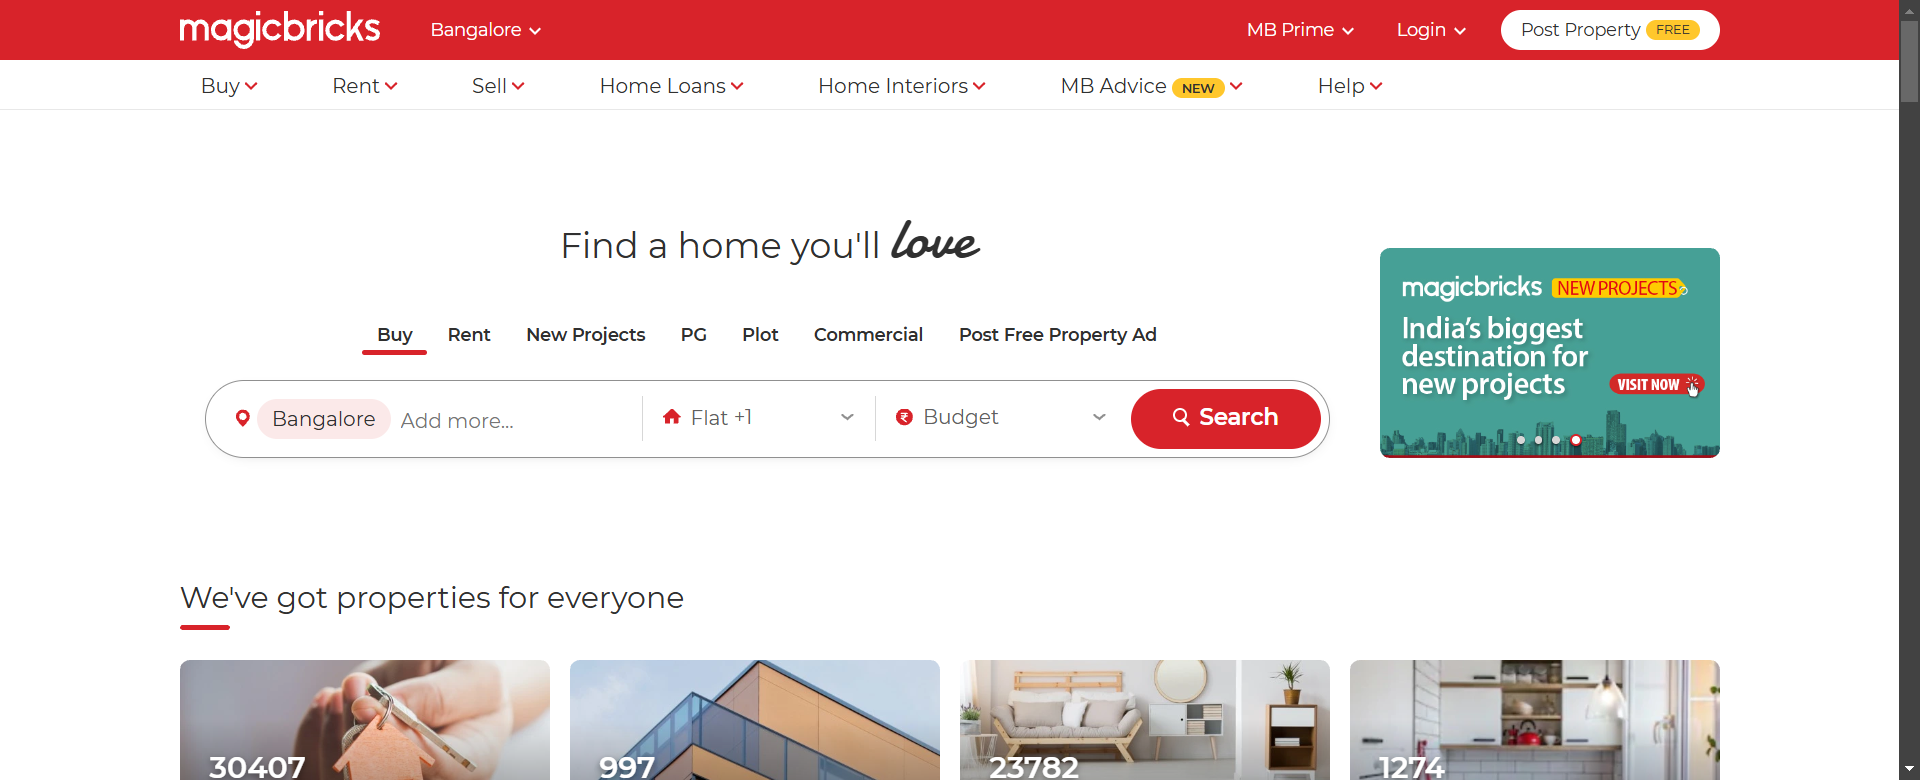 magicbricks
Bangalore
MB Prime
Login
Post Property FREE
Buy
Rent
Sell
Home Loans
Home Interiors
MB Advice NEW
Help
Find a home you'll love
Buy
Rent
New Projects
PG
Plot
Commercial
Post Free Property Ad
Bangalore
Add more...
Flat +1
Budget
Search
magicbricks NEW PROJECTS
India's biggest
destination for
new projects
VISIT NOW
We've got properties for everyone
30407
997
23782
1274